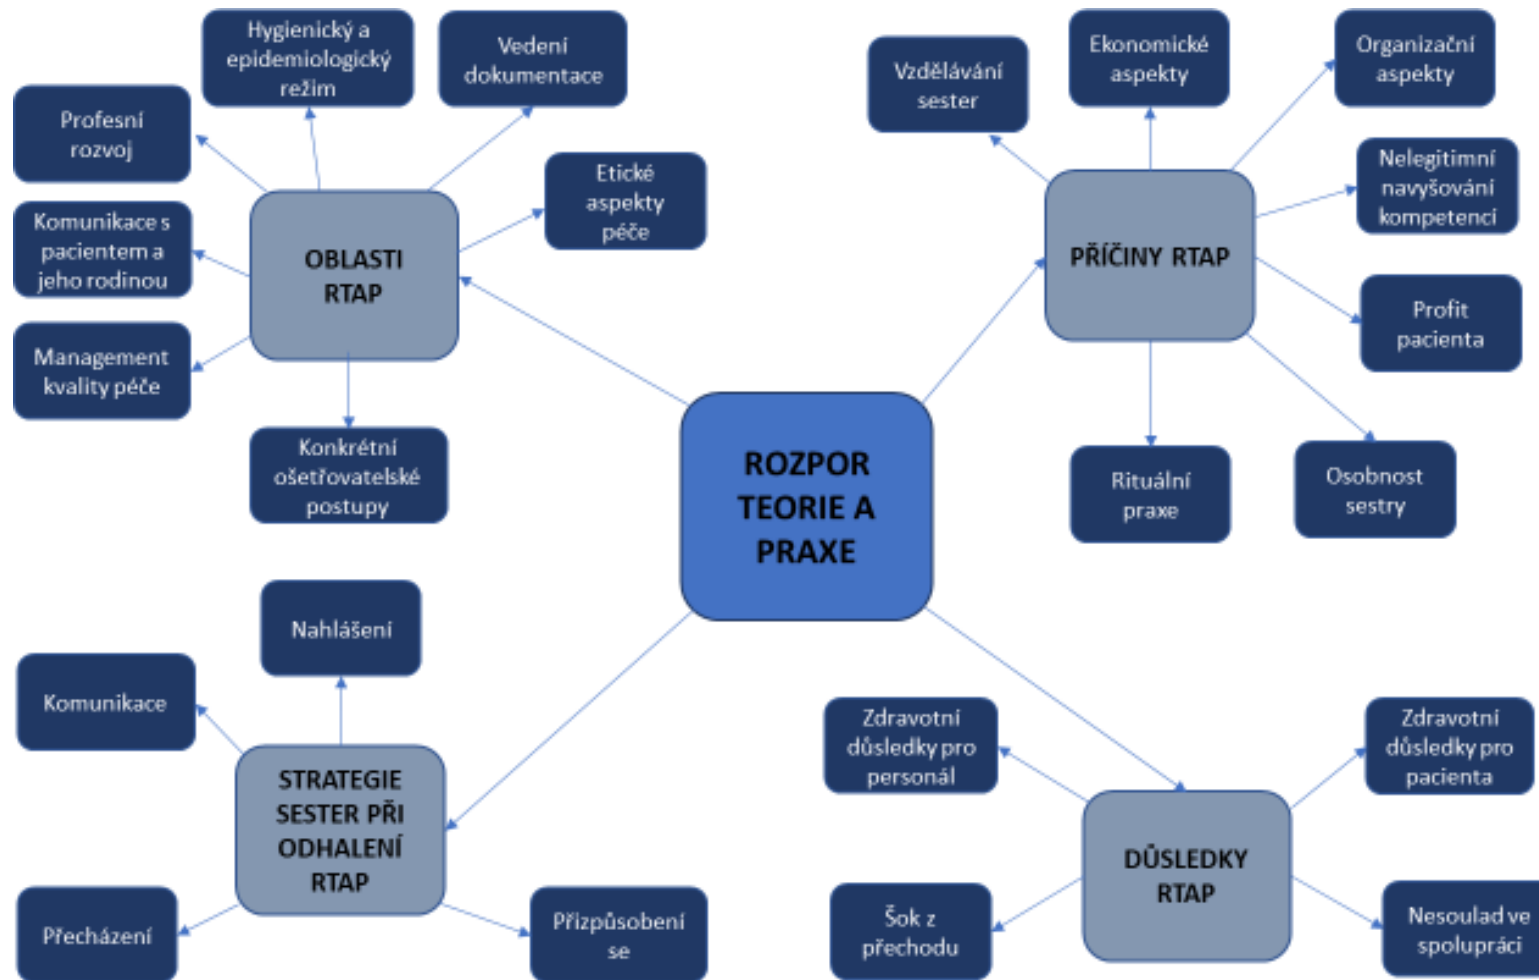 Hygienický a
epidemiologický
režim
Vedení
dokumentace
Profesní
rozvoj
Etické
aspekty
péče
Komunikace s
pacientem a
jeho rodinou
OBLASTI
RTAP
Management
kvality péče
Konkrétní
ošetřovatelské
postupy
Vzdělávání
sester
Ekonomické
aspekty
Organizační
aspekty
Nelegitimní
navyšování
kompetencí
PŘÍČINY RTAP
Profit
pacienta
Rituální
praxe
Osobnost
sestry
ROZPOR
TEORIE A
PRAXE
Nahlášení
Komunikace
STRATEGIE
SESTER PŘI
ODHALENÍ
RTAP
Přecházení
Přizpůsobení
se
Zdravotní
důsledky pro
personál
Zdravotní
důsledky pro
pacienta
DŮSLEDKY
RTAP
Šok z
přechodu
Nesoulad ve
spolupráci